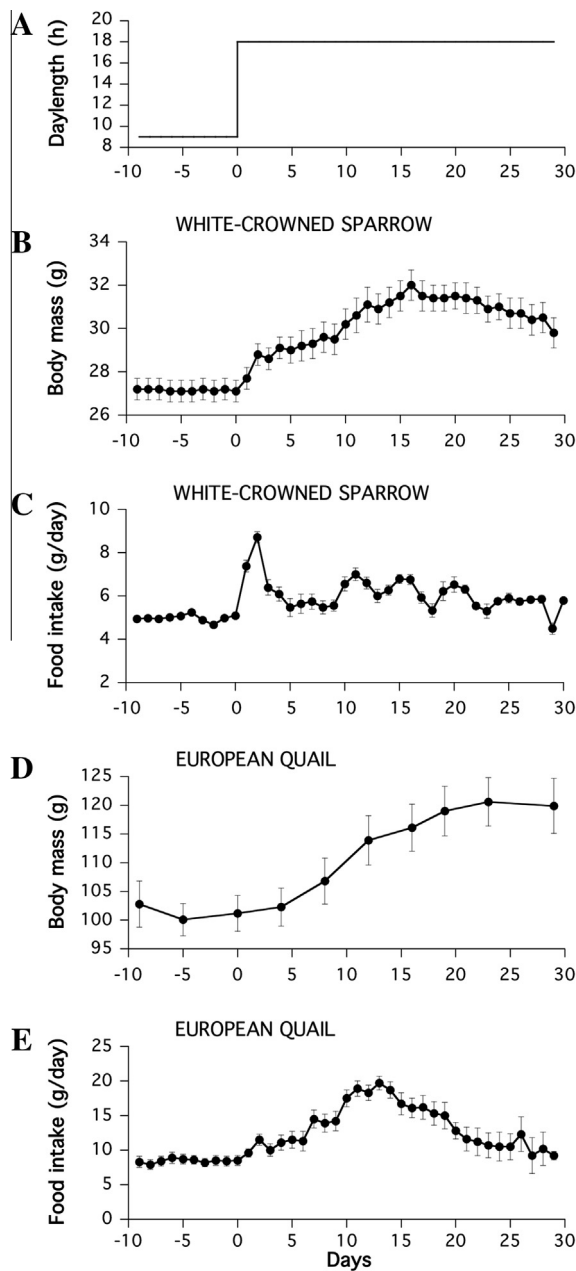 A
Daylength (h)
20
18
16
14
12
10
8
-10 -5 0 5 10 15 20 25 30
WHITE-CROWNED SPARROW
B
Body mass (g)
34
32
30
28
26
-10 -5 0 5 10 15 20 25 30
WHITE-CROWNED SPARROW
C
Food intake (g/day)
10
8
6
4
2
-10 -5 0 5 10 15 20 25 30
EUROPEAN QUAIL
D
Body mass (g)
125
120
115
110
105
100
95
-10 -5 0 5 10 15 20 25 30
EUROPEAN QUAIL
E
Food intake (g/day)
25
20
15
10
5
0
-10 -5 0 5 10 15 20 25 30
Days